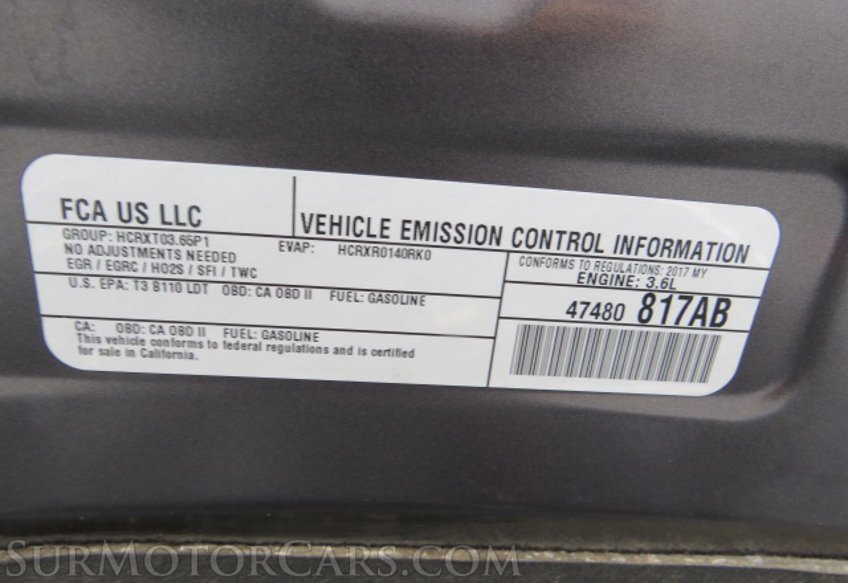 FCA US LLC
VEHICLE EMISSION CONTROL INFORMATION
GROUP: HCRXT03.65P1
EVAP: HCRXR0140RK0
NO ADJUSTMENTS NEEDED
EGR / EGRC / HO2S / SFI / TWC
CONFORMS TO REGULATIONS: 2017 MY
ENGINE: 3.6L
U.S. EPA: T3 B110 LDT OBD: CA OBD II FUEL: GASOLINE
47480 817AB
CA: OBD: CA OBD II FUEL: GASOLINE
This vehicle conforms to federal regulations and is certified
for sale in California.
SURMOTORCARS.COM